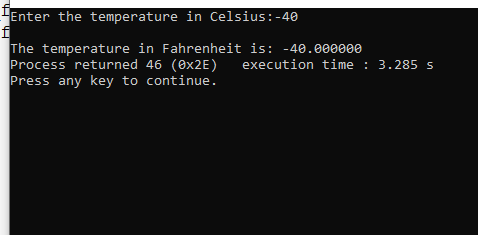 f
Enter the temperature in Celsius:-40
f
The temperature in Fahrenheit is: -40.000000
Process returned 46 (0x2E)   execution time : 3.285 s
Press any key to continue.